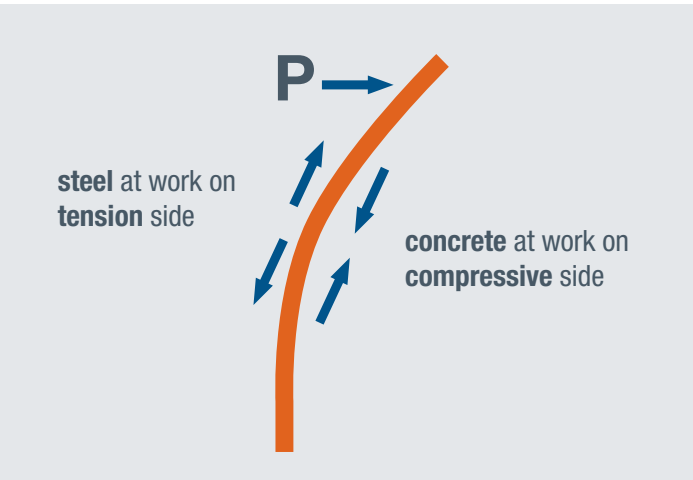 P
steel at work on
tension side
concrete at work on
compressive side